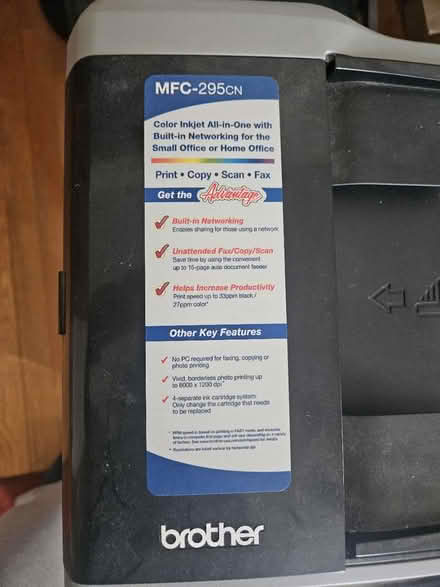 MFC-295CN
Color Inkjet All-in-One with
Built-in Networking for the
Small Office or Home Office
Print • Copy • Scan • Fax
Get the Advantage
Built-in Networking
Enables sharing for those using a network
Unattended Fax/Copy/Scan
Save time by using the convenient
up to 15-page auto document feeder
Helps Increase Productivity
Print speed up to 33ppm black/
27ppm color*
Other Key Features
No PC required for faxing, copying or
photo printing
Vivid, borderless photo printing up
to 6000 x 1200 dpi
4-separate ink cartridge system:
Only change the cartridge that needs
to be replaced
brother